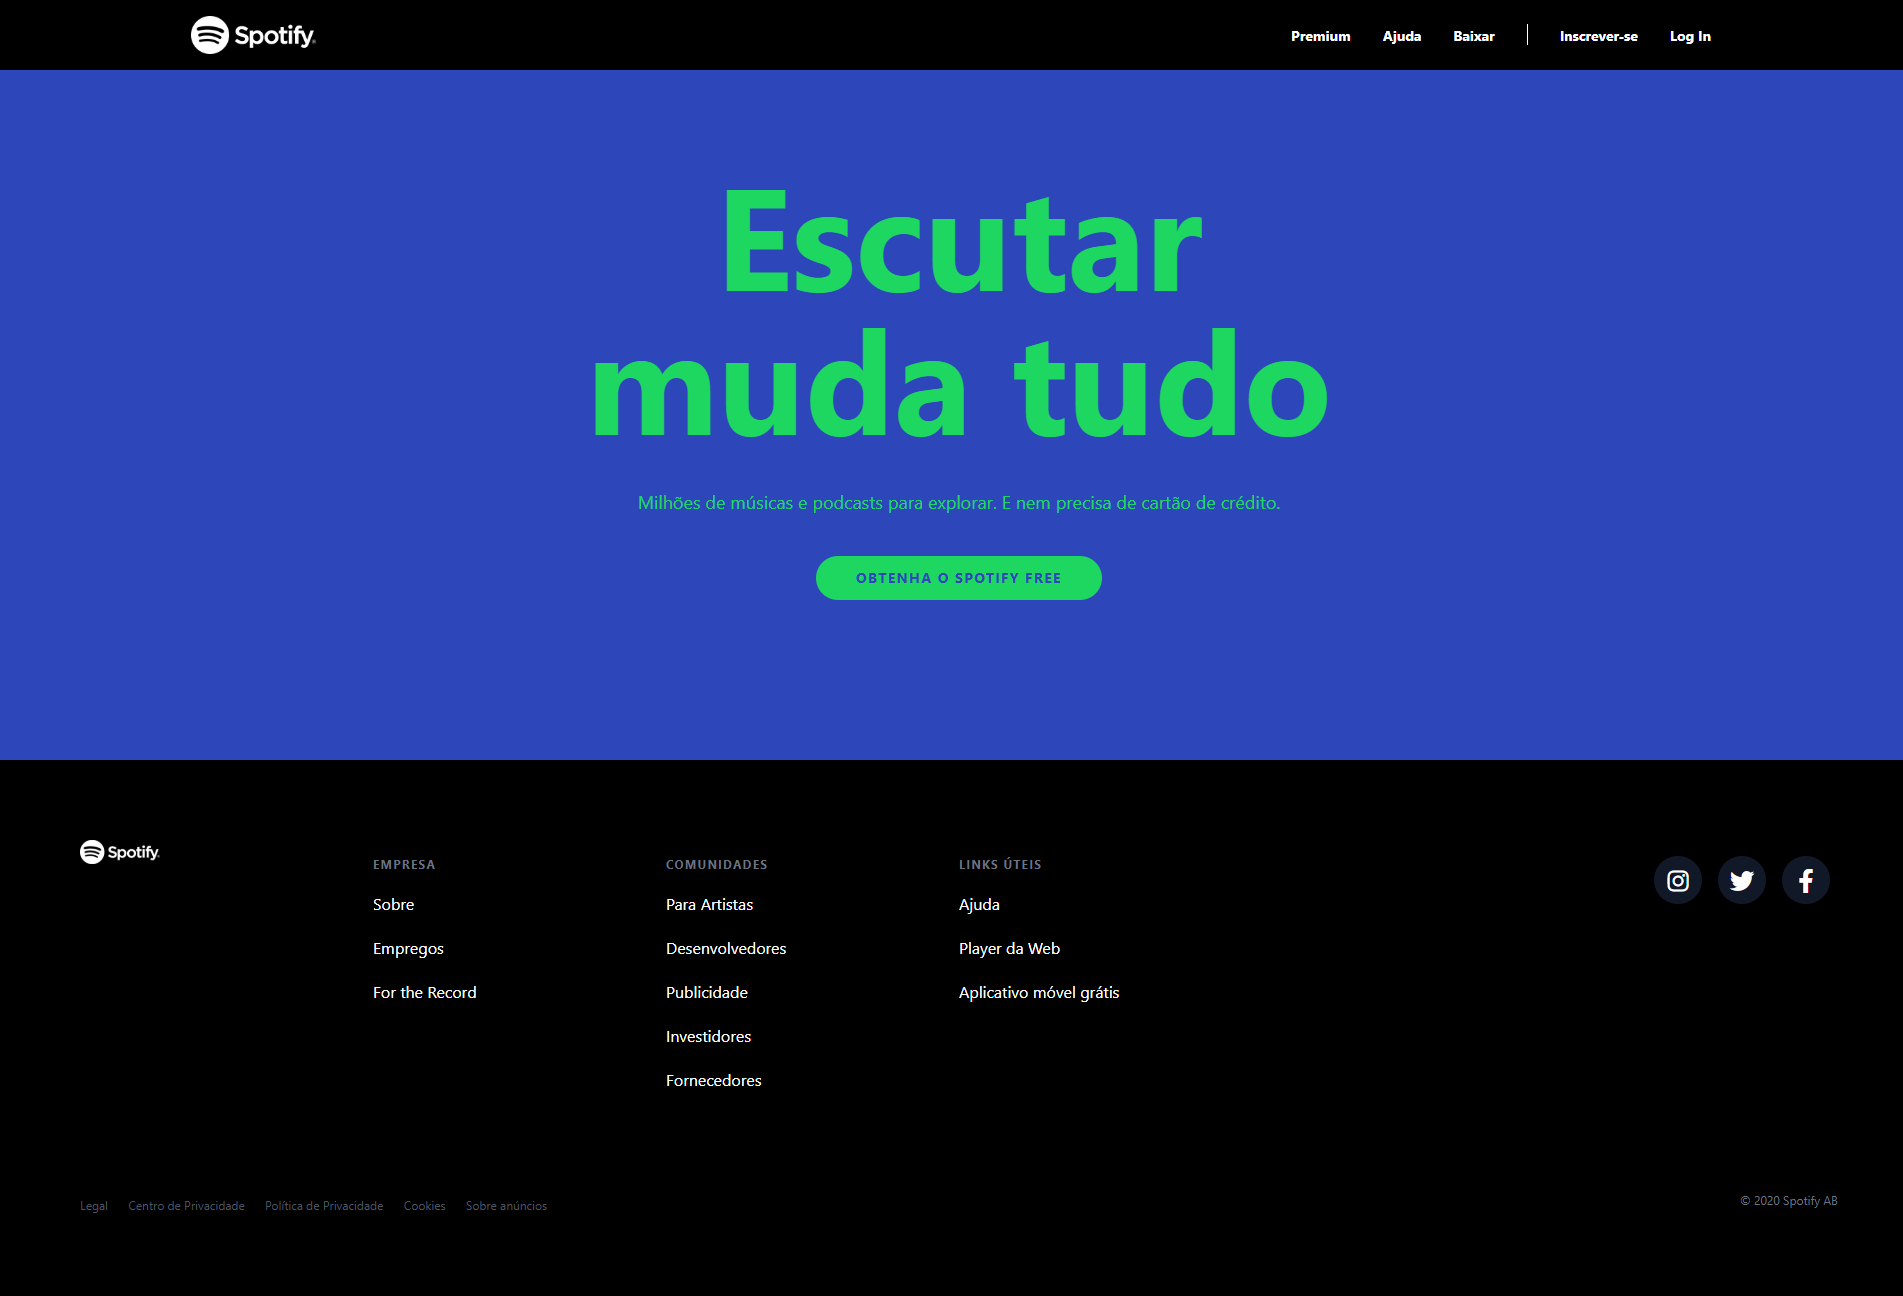 Spotify®
Premium Ajuda Baixar Inscrever-se Log In
Escutar
muda tudo
Milhões de músicas e podcasts para explorar. E nem precisa de cartão de crédito.
OBTENHA O SPOTIFY FREE
Spotify®
EMPRESA
Sobre
Empregos
For the Record
COMUNIDADES
Para Artistas
Desenvolvedores
Publicidade
Investidores
Fornecedores
LINKS ÚTEIS
Ajuda
Player da Web
Aplicativo móvel grátis
Legal Centro de Privacidade Política de Privacidade Cookies Sobre anúncios
© 2020 Spotify AB